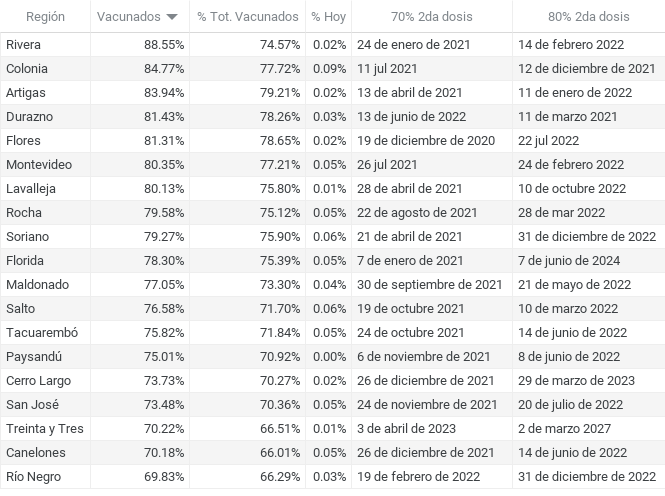 Región Vacunados % Tot. Vacunados % Hoy 70% 2da dosis 80% 2da dosis
Rivera 88.55% 74.57% 0.02% 24 de enero de 2021 14 de febrero 2022
Colonia 84.77% 77.72% 0.09% 11 jul 2021 12 de diciembre de 2021
Artigas 83.94% 79.21% 0.02% 13 de abril de 2021 11 de enero de 2022
Durazno 81.43% 78.26% 0.03% 13 de junio de 2022 11 de marzo 2021
Flores 81.31% 78.65% 0.02% 19 de diciembre de 2020 22 jul 2022
Montevideo 80.35% 77.21% 0.05% 26 jul 2021 24 de febrero 2022
Lavalleja 80.13% 75.80% 0.01% 28 de abril de 2021 10 de octubre 2022
Rocha 79.58% 75.12% 0.05% 22 de agosto de 2021 28 de mar 2022
Soriano 79.27% 75.90% 0.06% 21 de abril de 2021 31 de diciembre de 2022
Florida 78.30% 75.39% 0.05% 7 de enero de 2021 7 de junio de 2024
Maldonado 77.05% 73.30% 0.04% 30 de septiembre de 2021 21 de mayo de 2022
Salto 76.58% 71.70% 0.06% 19 de octubre 2021 10 de marzo 2022
Tacuarembó 75.82% 71.84% 0.05% 24 de octubre 2021 14 de junio de 2022
Paysandú 75.01% 70.92% 0.00% 6 de noviembre de 2021 8 de junio de 2022
Cerro Largo 73.73% 70.27% 0.02% 26 de diciembre de 2021 29 de marzo de 2023
San José 73.48% 70.36% 0.05% 24 de noviembre de 2021 20 de julio de 2022
Treinta y Tres 70.22% 66.51% 0.01% 3 de abril de 2023 2 de marzo 2027
Canelones 70.18% 66.01% 0.05% 26 de diciembre de 2021 14 de junio de 2022
Río Negro 69.83% 66.29% 0.03% 19 de febrero de 2022 31 de diciembre de 2022